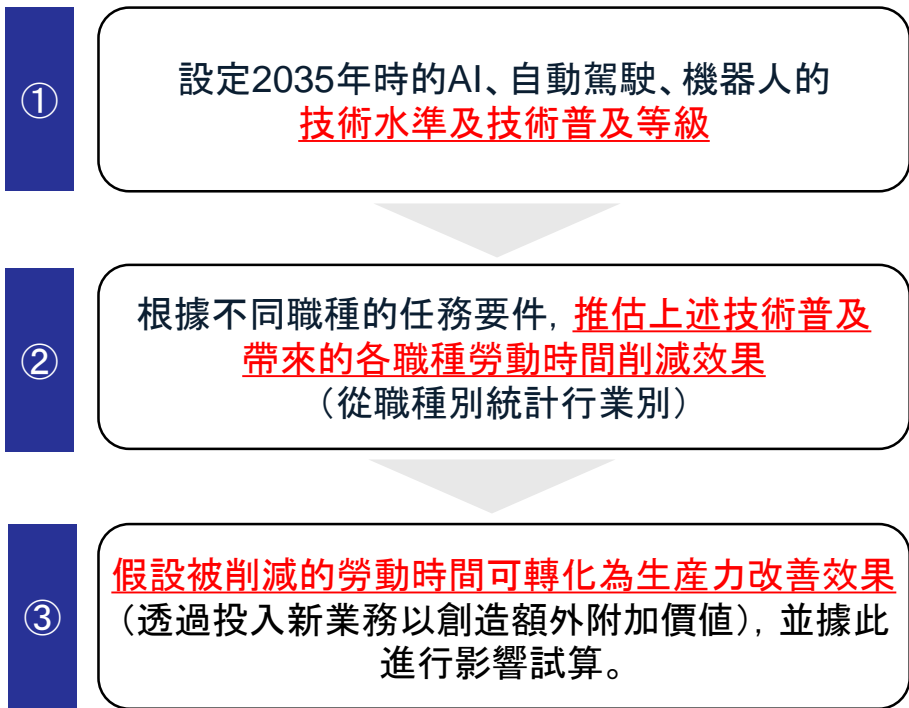 ①
設定2035年時的AI、自動駕駛、機器人的
技術水準及技術普及等級
②
根據不同職種的任務要件,推估上述技術普及
帶來的各職種勞動時間削減效果
（從職種別統計行業別）
③
假設被削減的勞動時間可轉化為生產力改善效果
（透過投入新業務以創造額外附加價值）,並據此
進行影響試算。